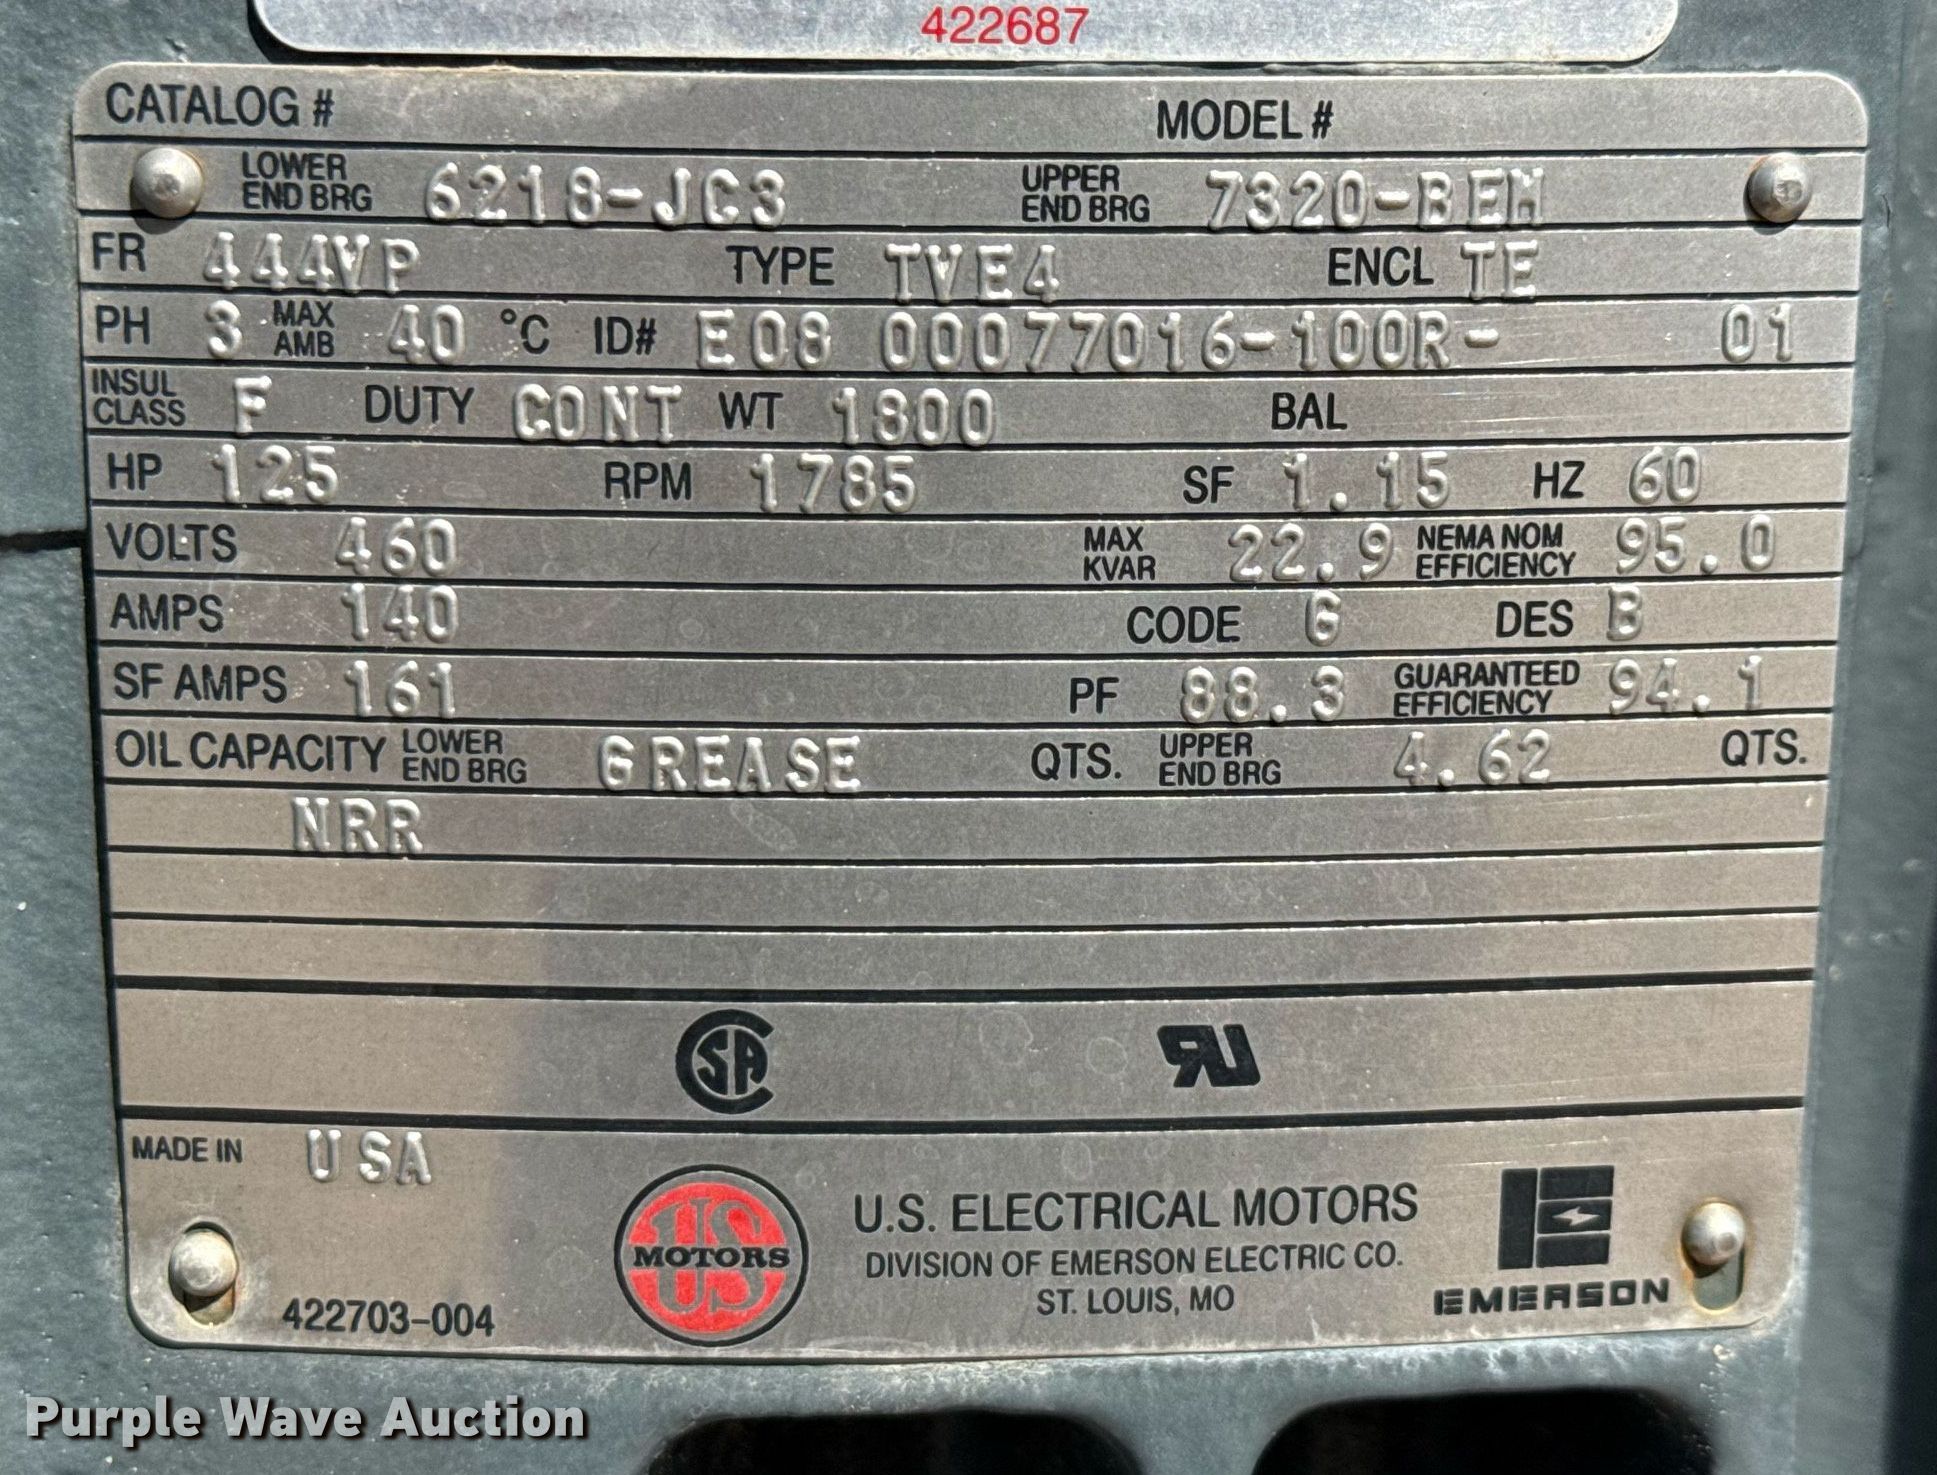 422687
CATALOG # MODEL #
LOWER END BRG 6218-JC3 UPPER END BRG 7320-BEM
FR 444VP TYPE TVE4 ENCL TE
PH 3 MAX AMB 40 °C ID# E08 00077016-100R- 01
INSUL CLASS F DUTY CONT WT 1800 BAL
HP 125 RPM 1785 SF 1.15 HZ 60
VOLTS 460 MAX KVAR 22.9 NEMA NOM EFFICIENCY 95.0
AMPS 140 CODE G DES B
SF AMPS 161 PF 88.3 GUARANTEED EFFICIENCY 94.1
OIL CAPACITY LOWER END BRG GREASE QTS. UPPER END BRG 4.62 QTS.
NRR
CSA RU
MADE IN USA
US MOTORS
U.S. ELECTRICAL MOTORS
DIVISION OF EMERSON ELECTRIC CO.
ST. LOUIS, MO
EMERSON
422703-004
Purple Wave Auction